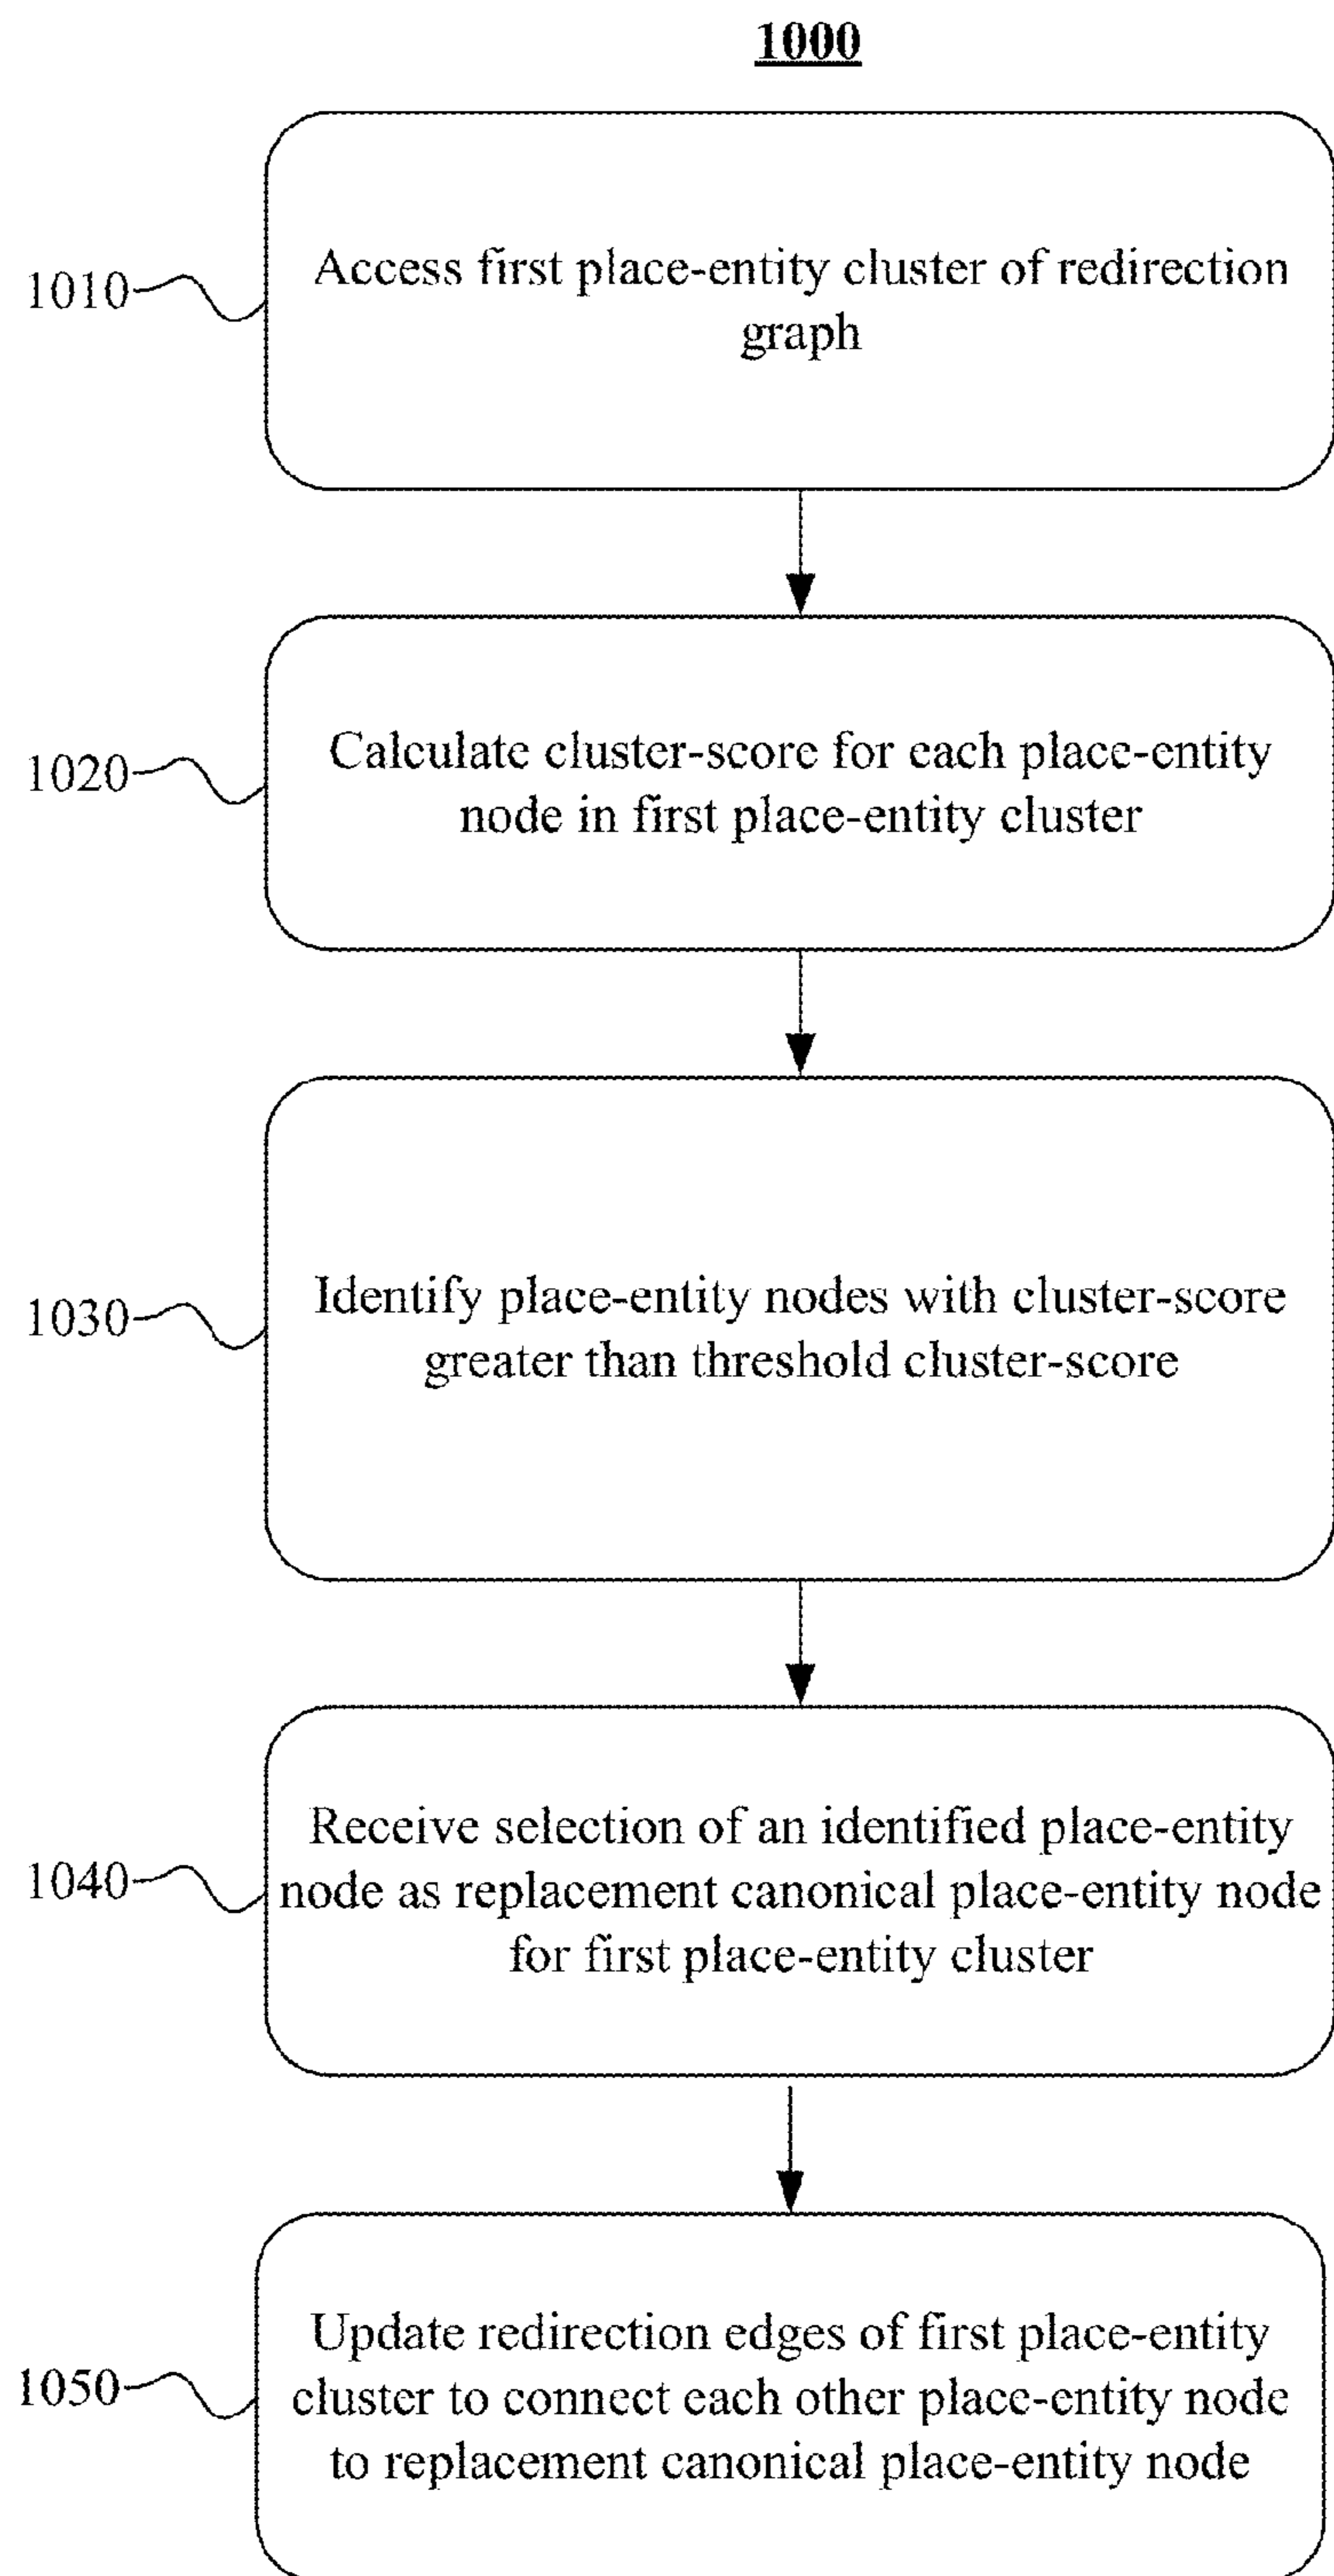 1000
1010
Access first place-entity cluster of redirection
graph
1020
Calculate cluster-score for each place-entity
node in first place-entity cluster
1030
Identify place-entity nodes with cluster-score
greater than threshold cluster-score
1040
Receive selection of an identified place-entity
node as replacement canonical place-entity node
for first place-entity cluster
1050
Update redirection edges of first place-entity
cluster to connect each other place-entity node
to replacement canonical place-entity node